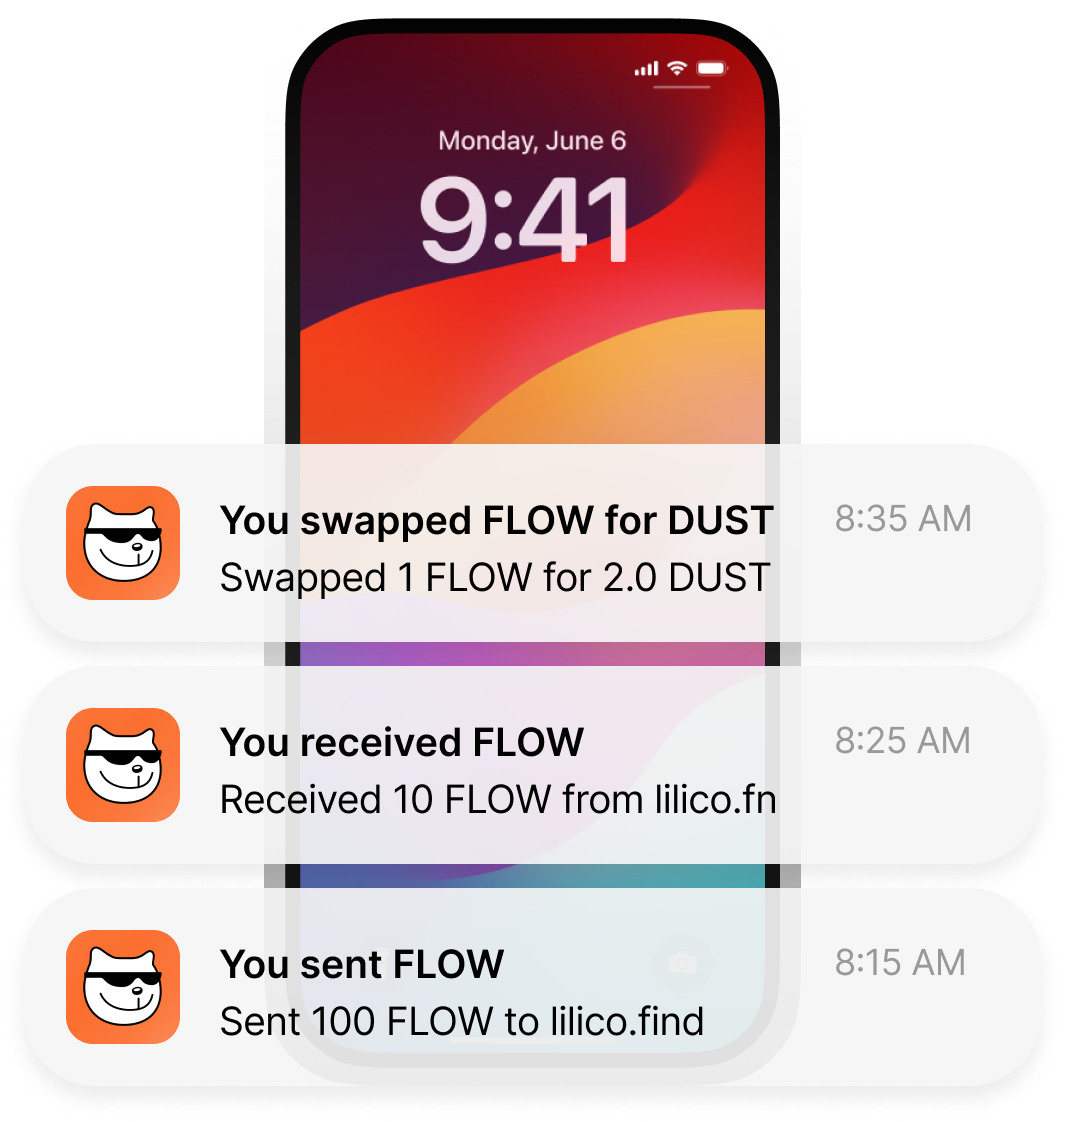 Monday, June 6
9:41
You swapped FLOW for DUST
8:35 AM
Swapped 1 FLOW for 2.0 DUST
You received FLOW
8:25 AM
Received 10 FLOW from lilico.fn
You sent FLOW
8:15 AM
Sent 100 FLOW to lilico.find